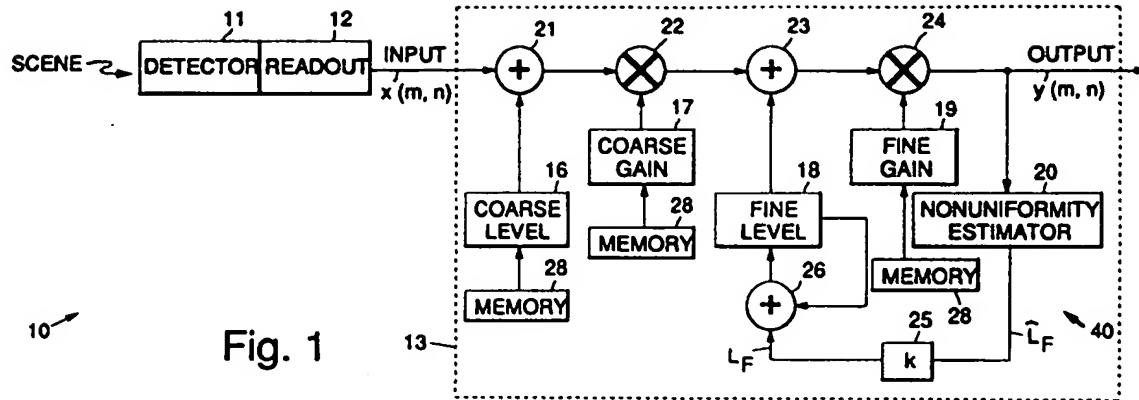 11
12
21
22
23
24
SCENE
DETECTOR
READOUT
INPUT
x (m, n)
+
+
OUTPUT
y (m, n)
17
COARSE
GAIN
19
FINE
GAIN
16
COARSE
LEVEL
28
MEMORY
18
FINE
LEVEL
20
NONUNIFORMITY
ESTIMATOR
28
MEMORY
26
+
MEMORY
28
10
Fig. 1
13
L_F
25
k
L̂_F
40